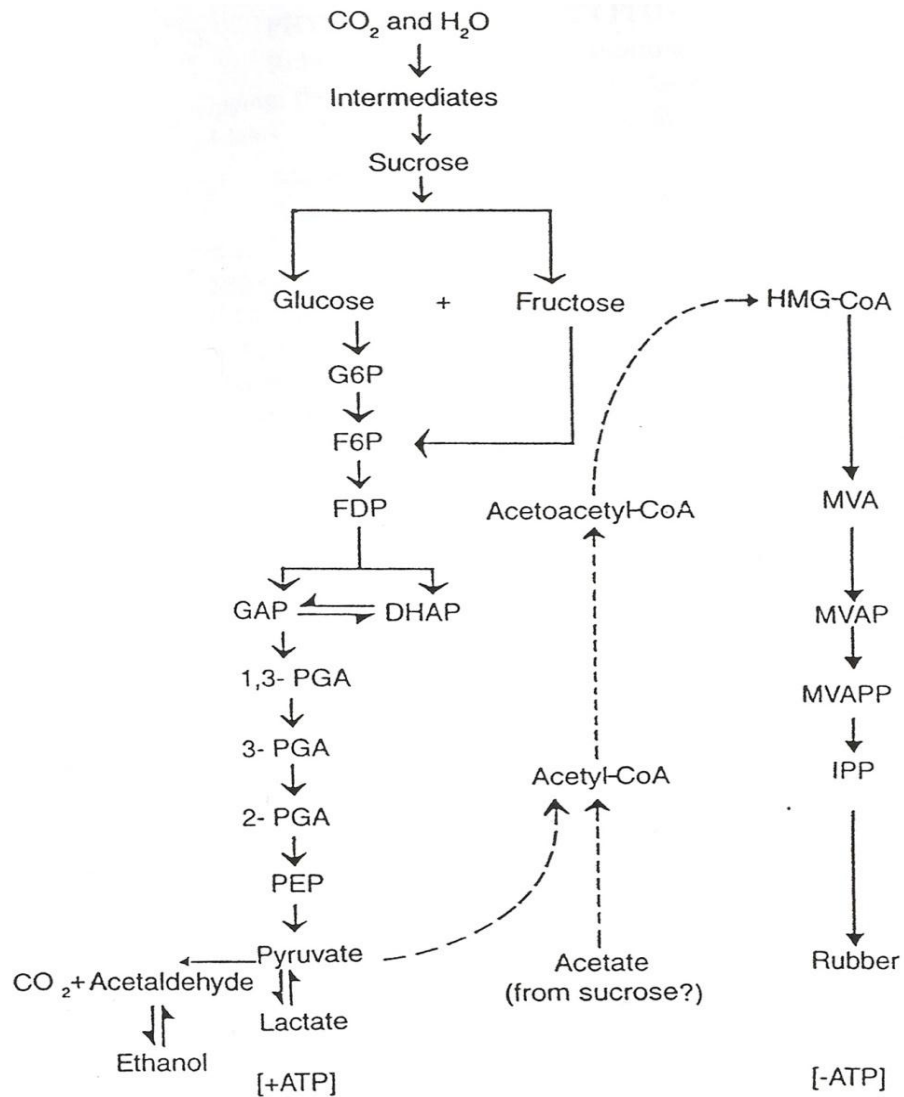 CO₂ and H₂O
Intermediates
Sucrose
Glucose + Fructose
HMG-CoA
G6P
F6P
FDP
Acetoacetyl-CoA
MVA
GAP DHAP
MVAP
1,3- PGA
MVAPP
3- PGA
Acetyl-CoA
IPP
2- PGA
PEP
Pyruvate
Acetate
(from sucrose?)
Rubber
CO₂+Acetaldehyde
Lactate
Ethanol
[+ATP]
[-ATP]